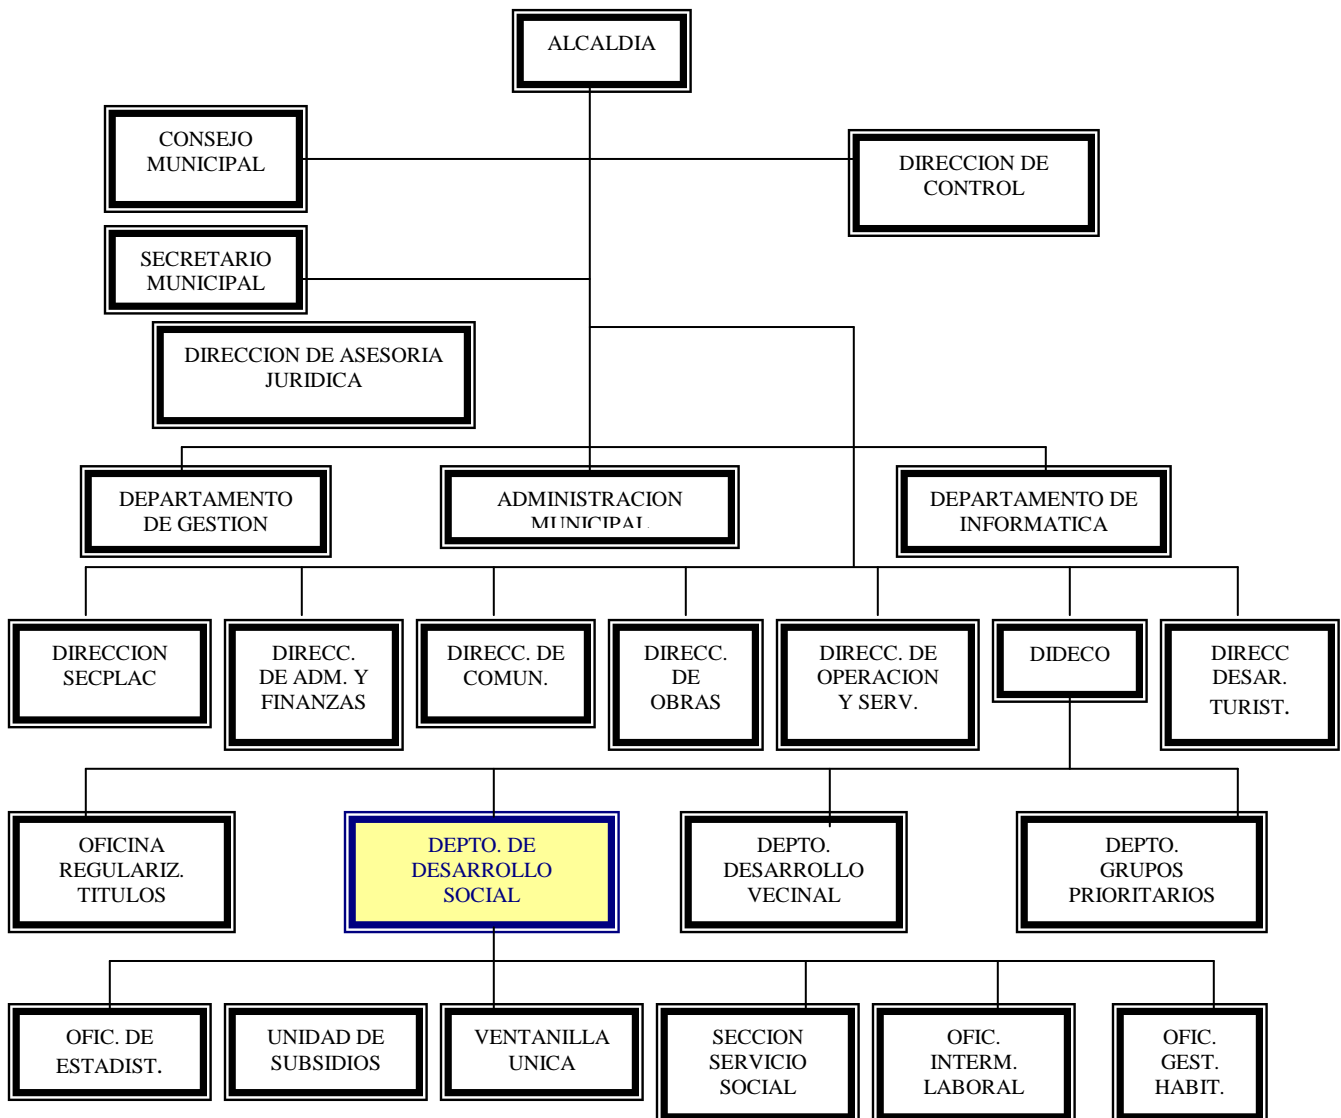 ALCALDIA
CONSEJO
MUNICIPAL
DIRECCION DE
CONTROL
SECRETARIO
MUNICIPAL
DIRECCION DE ASESORIA
JURIDICA
DEPARTAMENTO
DE GESTION
ADMINISTRACION
MUNICIPAL
DEPARTAMENTO DE
INFORMATICA
DIRECCION
SECPLAC
DIRECC.
DE ADM. Y
FINANZAS
DIRECC. DE
COMUN.
DIRECC.
DE
OBRAS
DIRECC. DE
OPERACION
Y SERV.
DIDECO
DIRECC
DESAR.
TURIST.
OFICINA
REGULARIZ.
TITULOS
DEPTO. DE
DESARROLLO
SOCIAL
DEPTO.
DESARROLLO
VECINAL
DEPTO.
GRUPOS
PRIORITARIOS
OFIC. DE
ESTADIST.
UNIDAD DE
SUBSIDIOS
VENTANILLA
UNICA
SECCION
SERVICIO
SOCIAL
OFIC.
INTERM.
LABORAL
OFIC.
GEST.
HABIT.